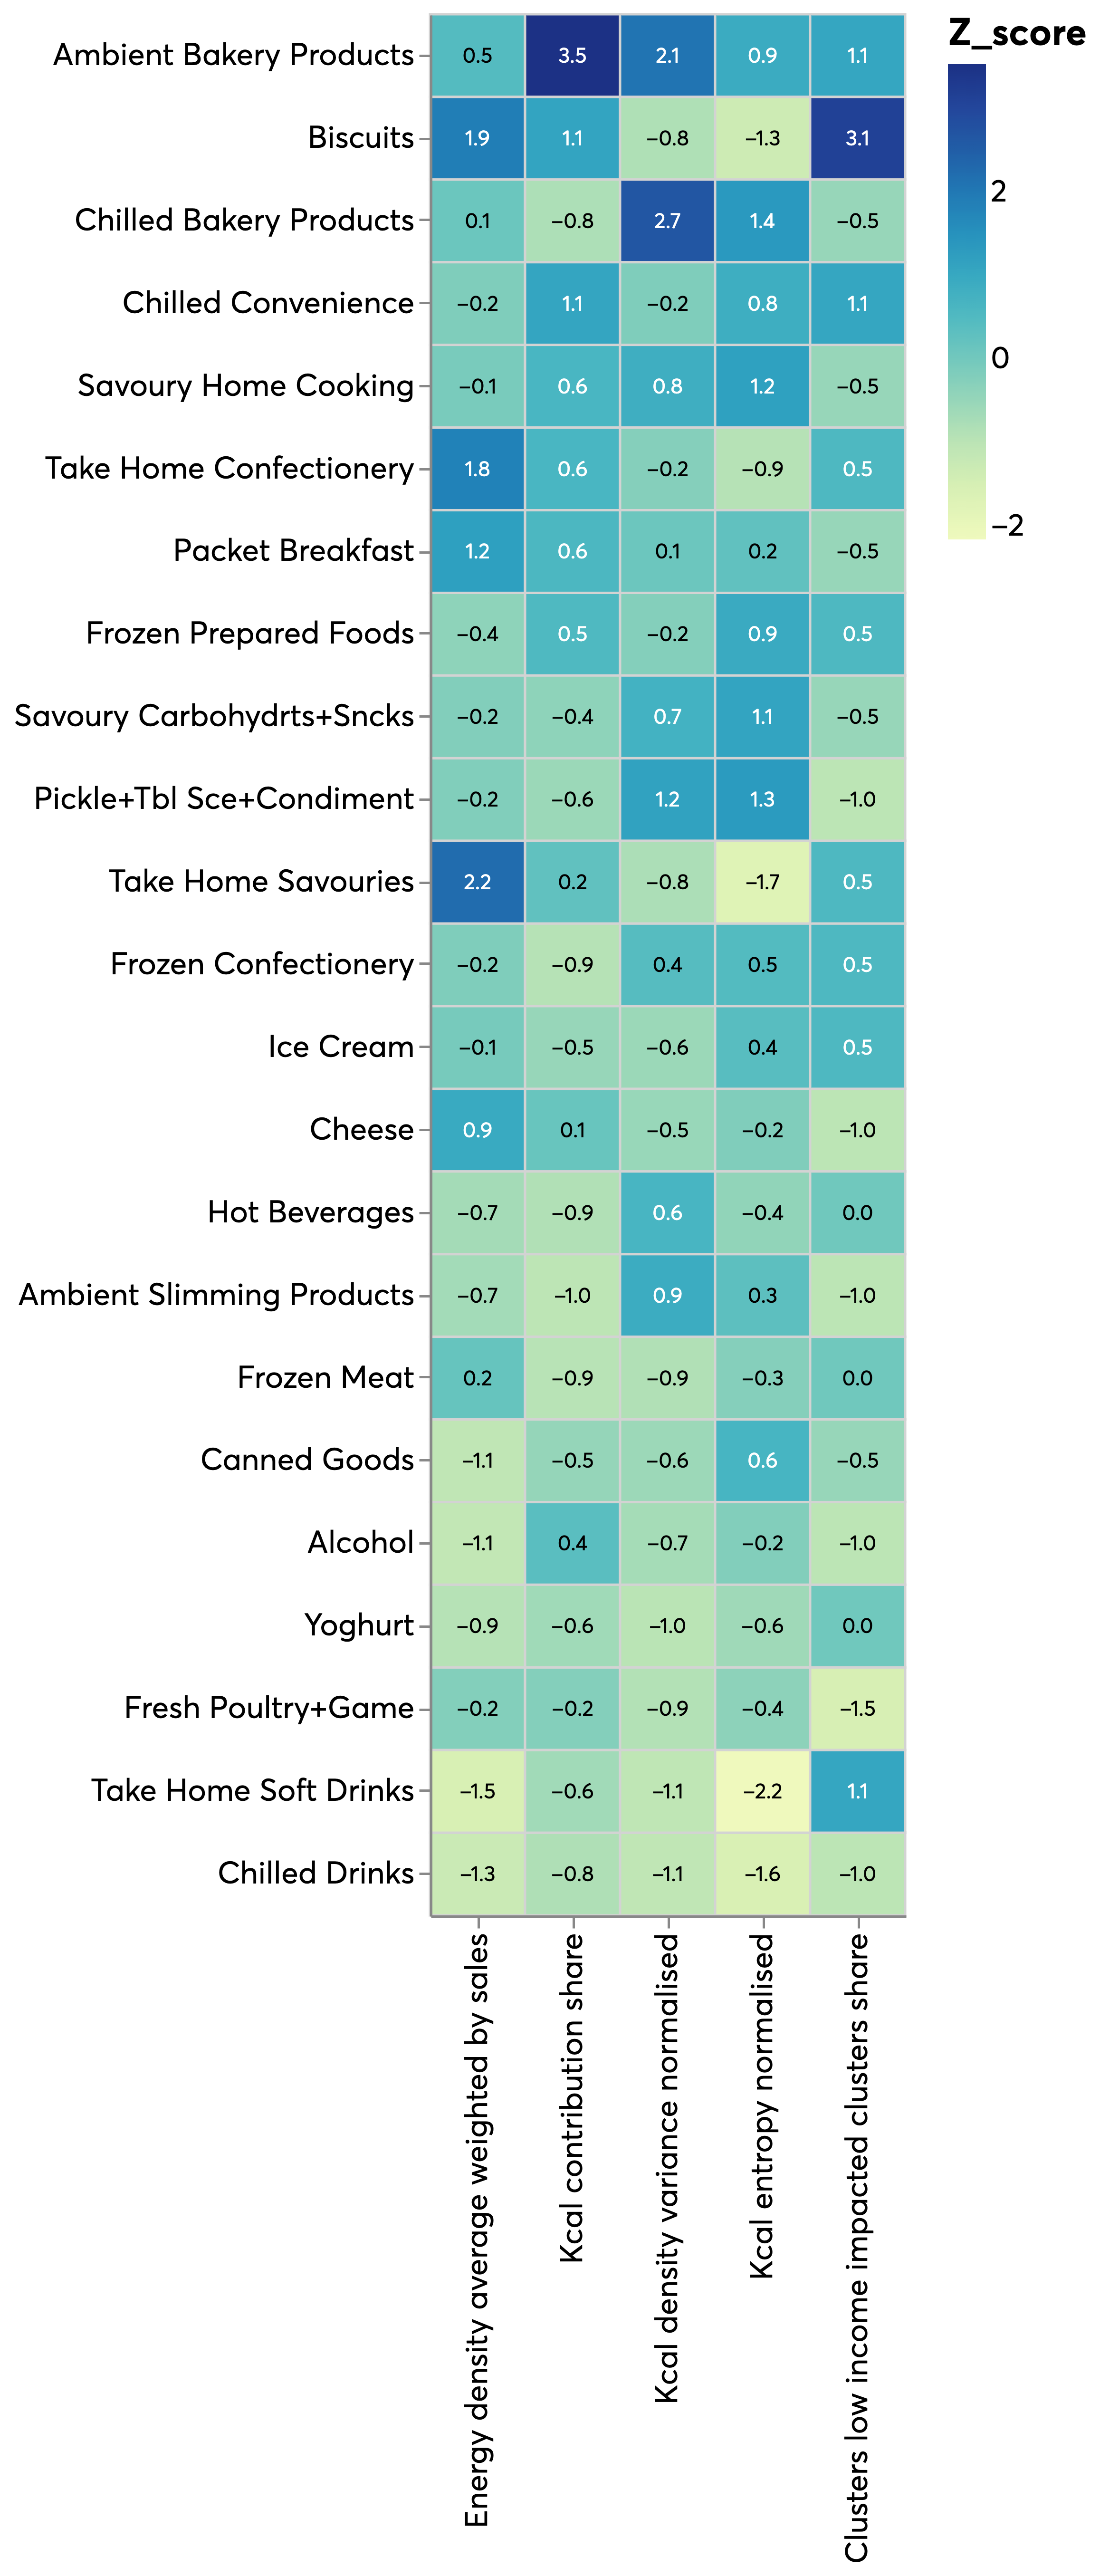 Z_score
2
0
−2
Ambient Bakery Products 0.5 3.5 2.1 0.9 1.1
Biscuits 1.9 1.1 −0.8 −1.3 3.1
Chilled Bakery Products 0.1 −0.8 2.7 1.4 −0.5
Chilled Convenience −0.2 1.1 −0.2 0.8 1.1
Savoury Home Cooking −0.1 0.6 0.8 1.2 −0.5
Take Home Confectionery 1.8 0.6 −0.2 −0.9 0.5
Packet Breakfast 1.2 0.6 0.1 0.2 −0.5
Frozen Prepared Foods −0.4 0.5 −0.2 0.9 0.5
Savoury Carbohydrts+Sncks −0.2 −0.4 0.7 1.1 −0.5
Pickle+Tbl Sce+Condiment −0.2 −0.6 1.2 1.3 −1.0
Take Home Savouries 2.2 0.2 −0.8 −1.7 0.5
Frozen Confectionery −0.2 −0.9 0.4 0.5 0.5
Ice Cream −0.1 −0.5 −0.6 0.4 0.5
Cheese 0.9 0.1 −0.5 −0.2 −1.0
Hot Beverages −0.7 −0.9 0.6 −0.4 0.0
Ambient Slimming Products −0.7 −1.0 0.9 0.3 −1.0
Frozen Meat 0.2 −0.9 −0.9 −0.3 0.0
Canned Goods −1.1 −0.5 −0.6 0.6 −0.5
Alcohol −1.1 0.4 −0.7 −0.2 −1.0
Yoghurt −0.9 −0.6 −1.0 −0.6 0.0
Fresh Poultry+Game −0.2 −0.2 −0.9 −0.4 −1.5
Take Home Soft Drinks −1.5 −0.6 −1.1 −2.2 1.1
Chilled Drinks −1.3 −0.8 −1.1 −1.6 −1.0
Energy density average weighted by sales
Kcal contribution share
Kcal density variance normalised
Kcal entropy normalised
Clusters low income impacted clusters share